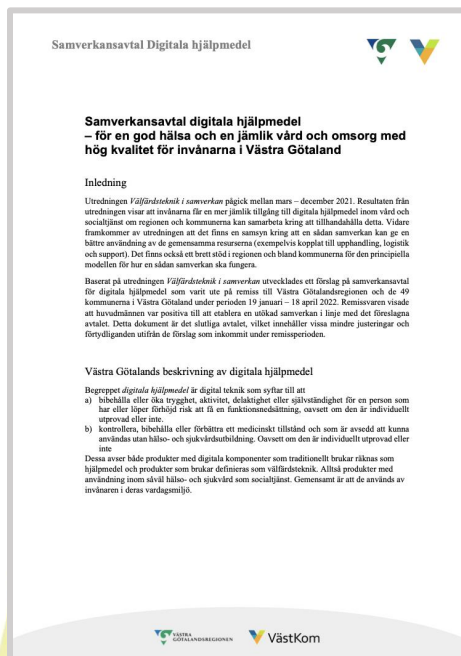 Samverkansavtal Digitala hjälpmedel
Samverkansavtal digitala hjälpmedel
– för en god hälsa och en jämlik vård och omsorg med
hög kvalitet för invånarna i Västra Götaland
Inledning
Utredningen Välfärdsteknik i samverkan pågick mellan mars – december 2021. Resultaten från
utredningen visar att invånarna får en mer jämlik tillgång till digitala hjälpmedel inom vård och
socialtjänst om regionen och kommunerna kan samarbeta kring att tillhandahålla detta. Vidare
framkommer av utredningen att det finns en samsyn kring att en sådan samverkan kan ge en
bättre användning av de gemensamma resurserna (exempelvis kopplat till upphandling, logistik
och support). Det finns också ett brett stöd i regionen och bland kommunerna för den principiella
modellen för hur en sådan samverkan ska fungera.
Baserat på utredningen Välfärdsteknik i samverkan utvecklades ett förslag på samverkansavtal
för digitala hjälpmedel som varit ute på remiss till Västra Götalandsregionen och de 49
kommunerna i Västra Götaland under perioden 19 januari – 18 april 2022. Remissvaren visade
att huvudmännen var positiva till att etablera en utökad samverkan i linje med det föreslagna
avtalet. Detta dokument är det slutliga avtalet, vilket innehåller vissa mindre justeringar och
förtydliganden utifrån de förslag som inkommit under remissperioden.
Västra Götalands beskrivning av digitala hjälpmedel
Begreppet digitala hjälpmedel är digital teknik som syftar till att
a) bibehålla eller öka trygghet, aktivitet, delaktighet eller självständighet för en person som
har eller löper förhöjd risk att få en funktionsnedsättning, oavsett om den är individuellt
utprovad eller inte.
b) kontrollera, bibehålla eller förbättra ett medicinskt tillstånd och som är avsedd att kunna
användas utan hälso- och sjukvårdsutbildning. Oavsett om den är individuellt utprovad eller
inte
Dessa avser både produkter med digitala komponenter som traditionellt brukar räknas som
hjälpmedel och produkter som brukar definieras som välfärdsteknik. Alltså produkter med
användning inom såväl hälso- och sjukvård som socialtjänst. Gemensamt är att de används av
invånaren i deras vardagsmiljö.
VÄSTRA
GÖTALANDSREGIONEN
VästKom